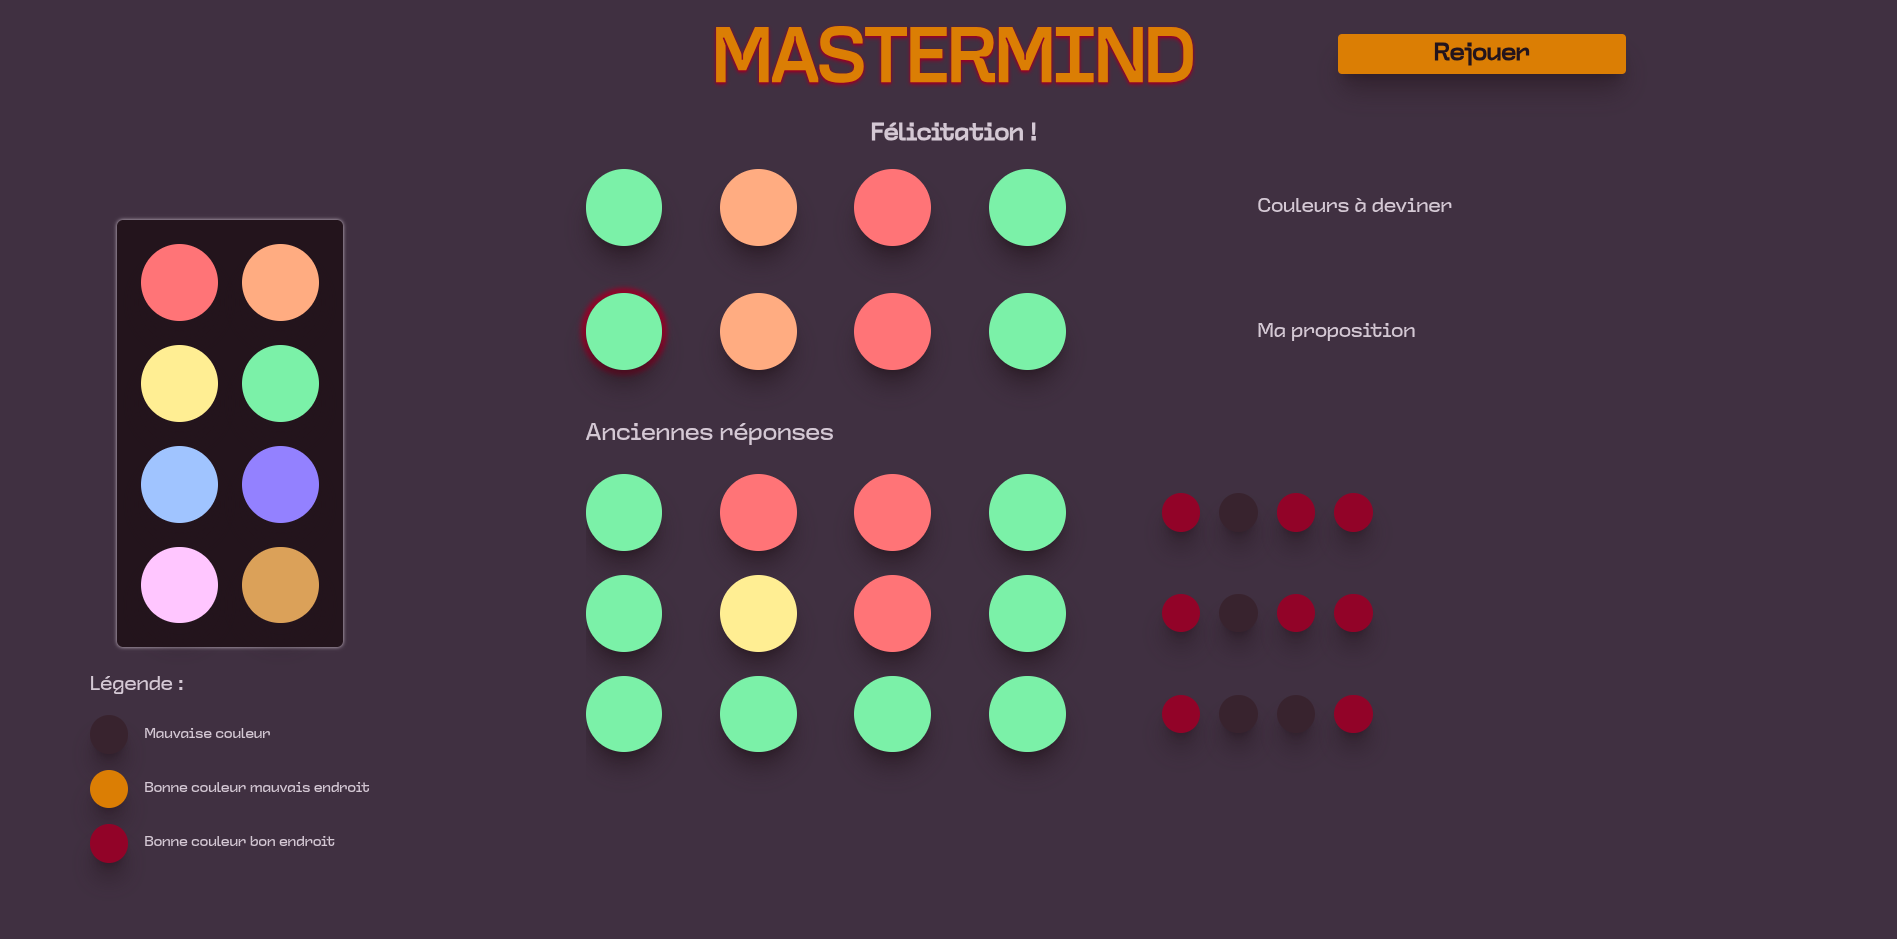 MASTERMIND
Rejouer
Félicitation !
Couleurs à deviner
Ma proposition
Anciennes réponses
Légende :
Mauvaise couleur
Bonne couleur mauvais endroit
Bonne couleur bon endroit